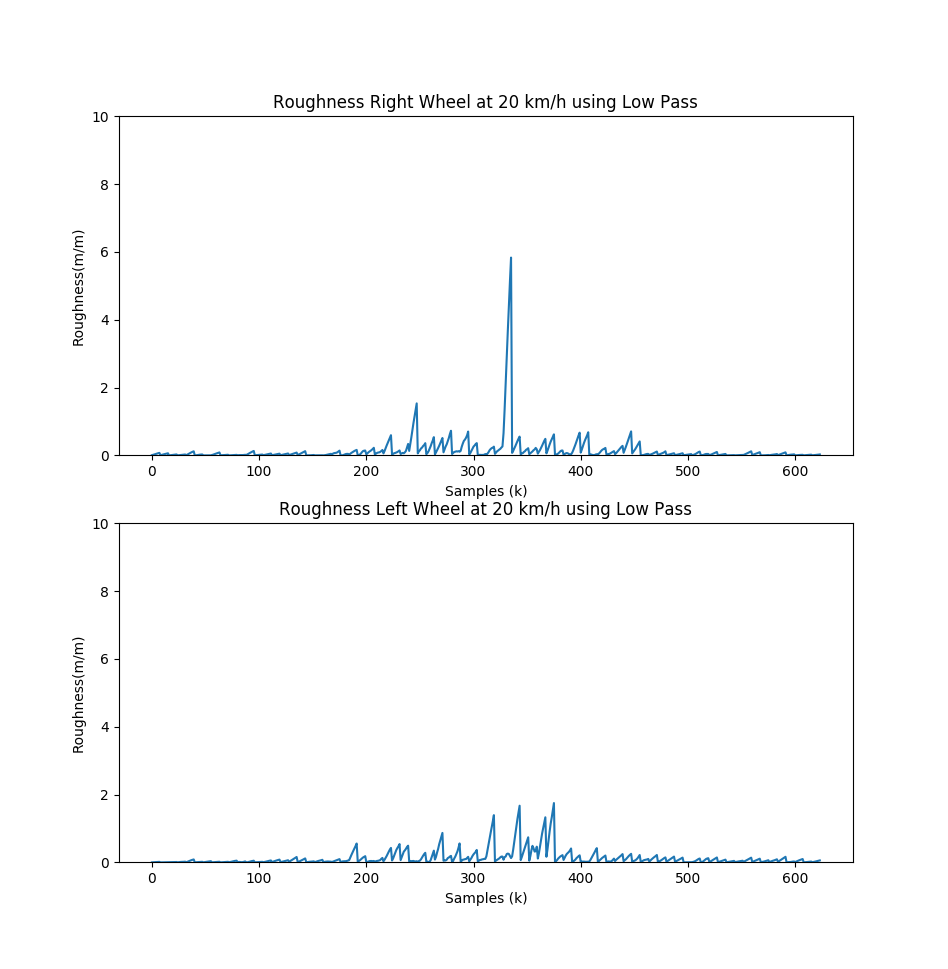 Roughness Right Wheel at 20 km/h using Low Pass
10
8
6
4
2
0
Roughness(m/m)
0 100 200 300 400 500 600
Samples (k)
Roughness Left Wheel at 20 km/h using Low Pass
10
8
6
4
2
0
Roughness(m/m)
0 100 200 300 400 500 600
Samples (k)